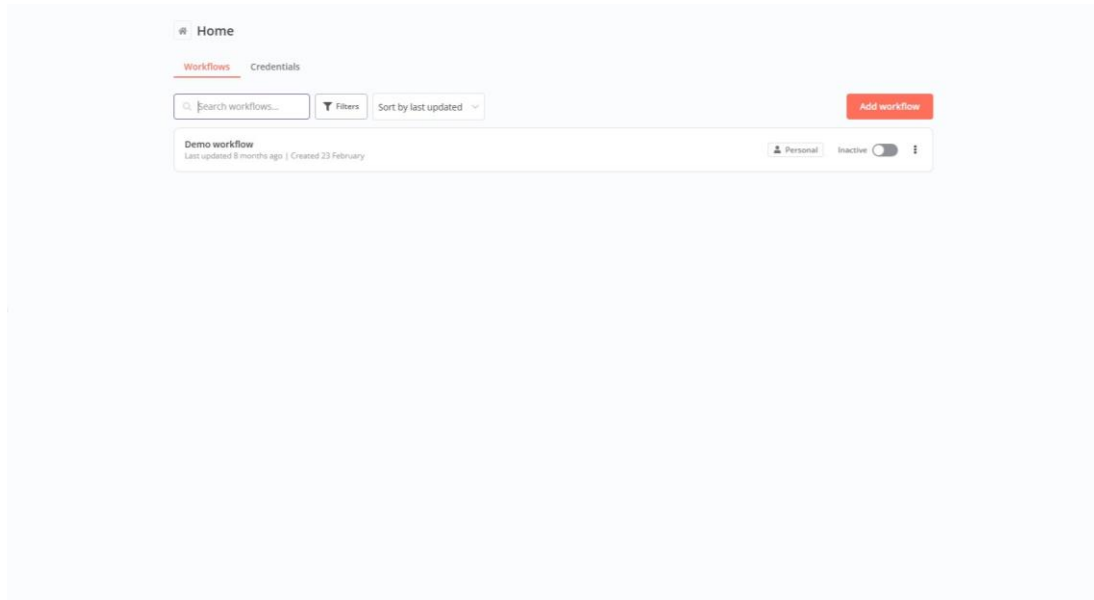 Home
Workflows Credentials
Search workflows... Filters Sort by last updated Add workflow
Demo workflow
Last updated 8 months ago | Created 23 February
Personal Inactive